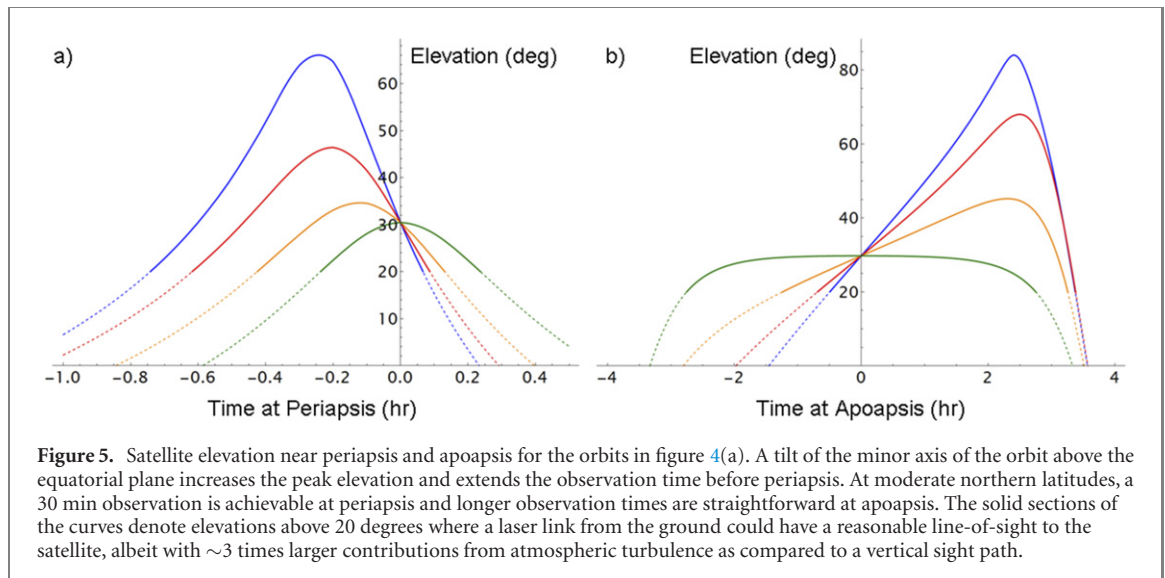 a)
Elevation (deg)
60
50
40
30
20
10
-1.0
-0.8
-0.6
-0.4
-0.2
0.0
0.2
0.4
Time at Periapsis (hr)
b)
Elevation (deg)
80
60
40
20
-4
-2
0
2
4
Time at Apoapsis (hr)
Figure 5. Satellite elevation near periapsis and apoapsis for the orbits in figure 4(a). A tilt of the minor axis of the orbit above the
equatorial plane increases the peak elevation and extends the observation time before periapsis. At moderate northern latitudes, a
30 min observation is achievable at periapsis and longer observation times are straightforward at apoapsis. The solid sections of
the curves denote elevations above 20 degrees where a laser link from the ground could have a reasonable line-of-sight to the
satellite, albeit with ∼3 times larger contributions from atmospheric turbulence as compared to a vertical sight path.